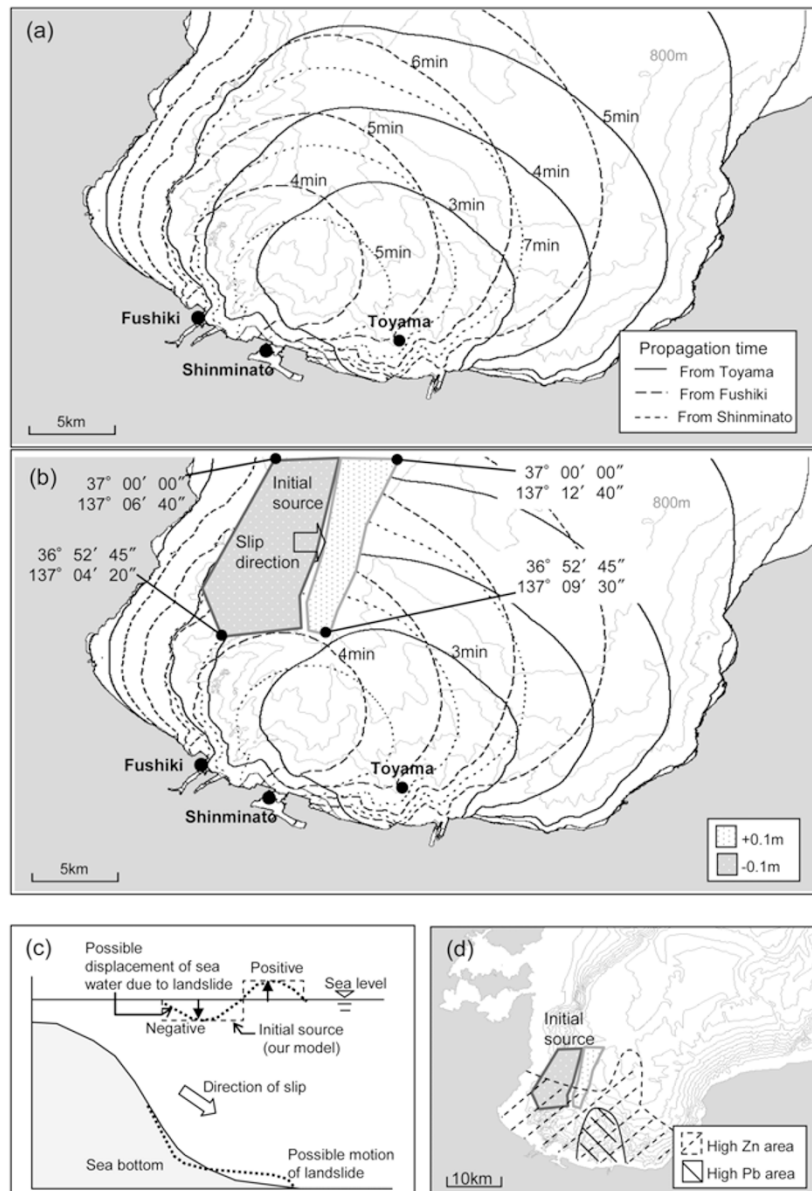 (a)
800m
6min
5min
5min
4min
4min
3min
7min
5min
Fushiki
Toyama
Shinminato
Propagation time
From Toyama
From Fushiki
From Shinminato
5km
(b)
37° 00′ 00″
137° 06′ 40″
Initial
source
37° 00′ 00″
137° 12′ 40″
800m
Slip
direction
36° 52′ 45″
137° 04′ 20″
36° 52′ 45″
137° 09′ 30″
4min
3min
Fushiki
Toyama
Shinminato
+0.1m
-0.1m
5km
(c)
Possible
displacement of sea
water due to landslide
Positive
Sea level
Negative
Initial source
(our model)
Direction of slip
Sea bottom
Possible motion
of landslide
(d)
Initial
source
High Zn area
High Pb area
10km